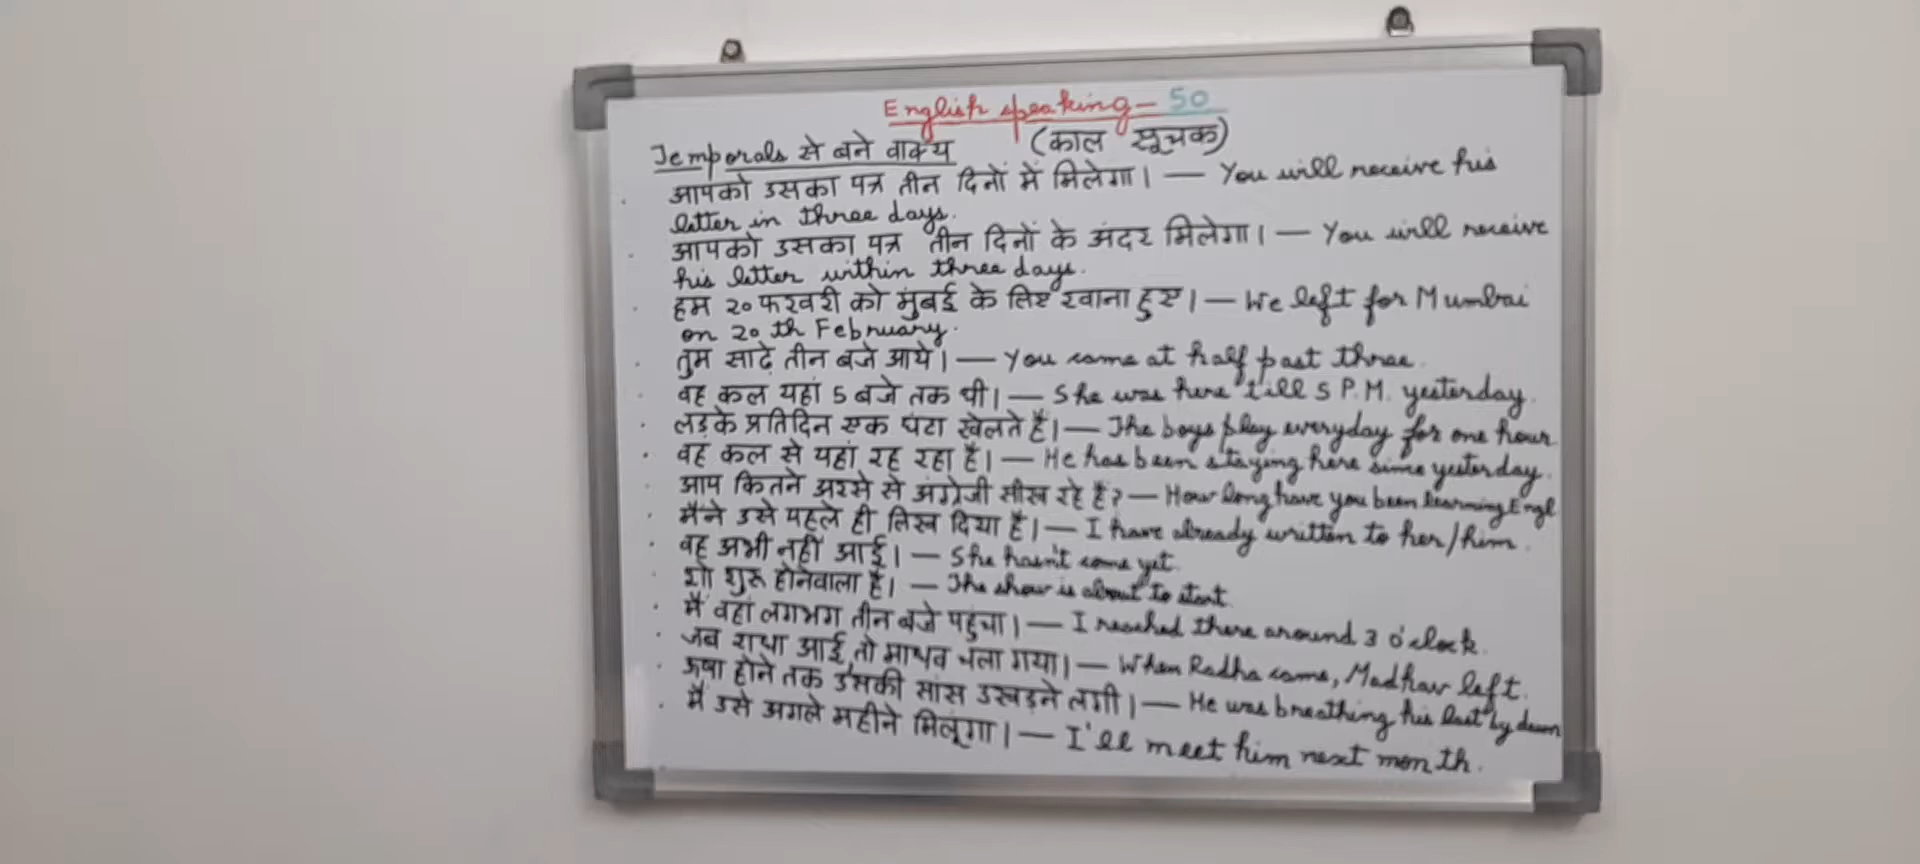 English speaking - 50
Temporals से बने वाक्य (काल सूचक)
. आपको उसका पत्र तीन दिनों में मिलेगा। — You will receive his
letter in three days.
. आपको उसका पत्र तीन दिनों के अंदर मिलेगा। — You will receive
his letter within three days.
. हम २० फरवरी को मुंबई के लिए रवाना हुए। — We left for Mumbai
on 20 th February.
. तुम साढे तीन बजे आये। — You came at half past three.
. वह कल यहां 5 बजे तक थी। — She was here till 5 P.M. yesterday.
. लड़के प्रतिदिन एक घंटा खेलते हैं। — The boys play everyday for one hour.
. वह कल से यहां रह रहा है। — He has been staying here since yesterday.
. आप कितने अरसे से अंग्रेजी सीख रहे हैं? — How long have you been learning Engl
. मैंने उसे पहले ही लिख दिया है। — I have already written to her/him.
. वह अभी नहीं आई। — She hasn't come yet.
. शो शुरू होनेवाला है। — The show is about to start.
. मैं वहां लगभग तीन बजे पहुंचा। — I reached there around 3 o'clock.
. जब राधा आई, तो माधव चला गया। — When Radha came, Madhav left.
. ऊषा होने तक उसकी सांस उखड़ने लगी। — He was breathing his last by dawn
. मैं उसे अगले महीने मिलूंगा। — I'll meet him next month.